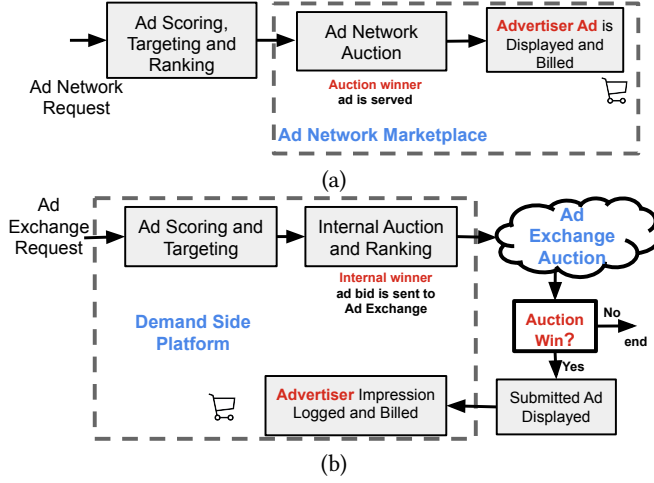 Ad Scoring,
Targeting and
Ranking
Ad Network
Auction
Advertiser Ad is
Displayed and
Billed
Ad Network
Request
Auction winner
ad is served
Ad Network Marketplace
(a)
Ad
Exchange
Request
Ad Scoring and
Targeting
Internal Auction
and Ranking
Ad
Exchange
Auction
Internal winner
ad bid is sent to
Ad Exchange
Demand Side
Platform
Auction
Win?
No
end
Yes
Advertiser Impression
Logged and Billed
Submitted Ad
Displayed
(b)